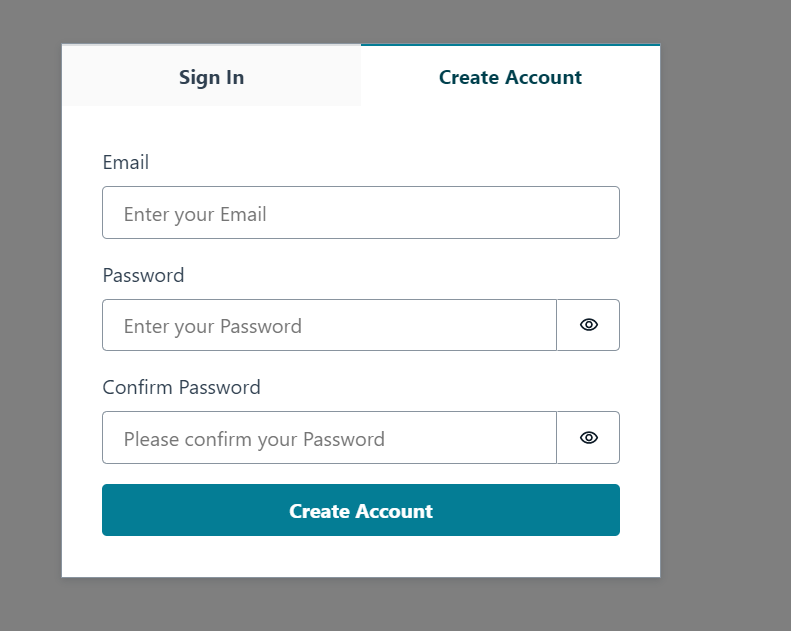 Sign In
Create Account
Email
Enter your Email
Password
Enter your Password
Confirm Password
Please confirm your Password
Create Account